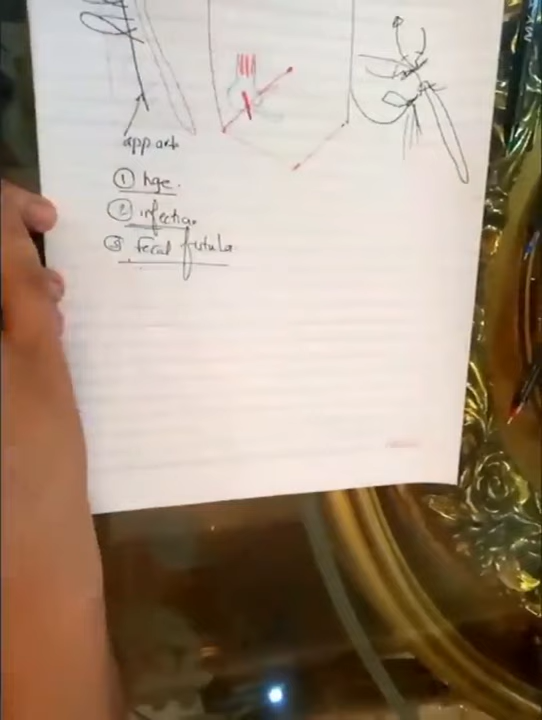 app. art
① hge.
② infection
③ fecal fistula